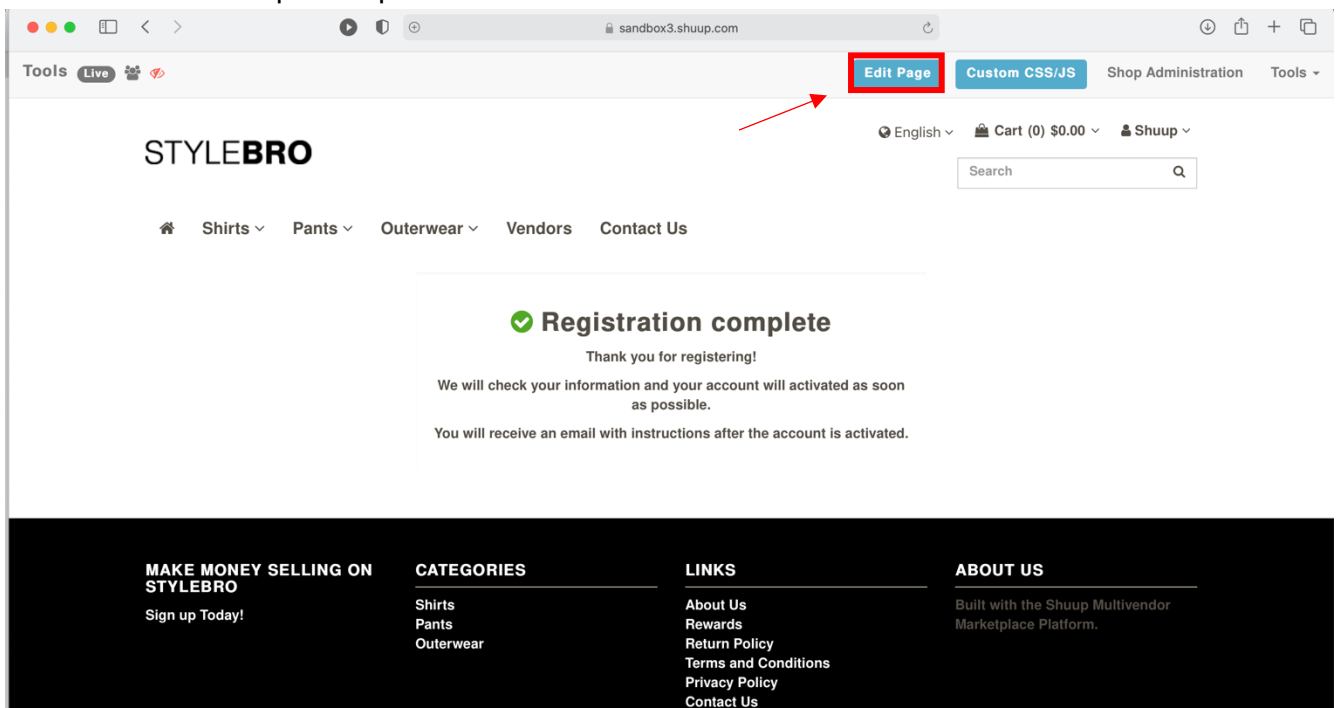 sandbox3.shuup.com
Tools Live Edit Page Custom CSS/JS Shop Administration Tools
English Cart (0) $0.00 Shuup
STYLEBRO
Search
Shirts Pants Outerwear Vendors Contact Us
Registration complete
Thank you for registering!
We will check your information and your account will activated as soon
as possible.
You will receive an email with instructions after the account is activated.
MAKE MONEY SELLING ON
STYLEBRO
Sign up Today!
CATEGORIES
Shirts
Pants
Outerwear
LINKS
About Us
Rewards
Return Policy
Terms and Conditions
Privacy Policy
Contact Us
ABOUT US
Built with the Shuup Multivendor
Marketplace Platform.